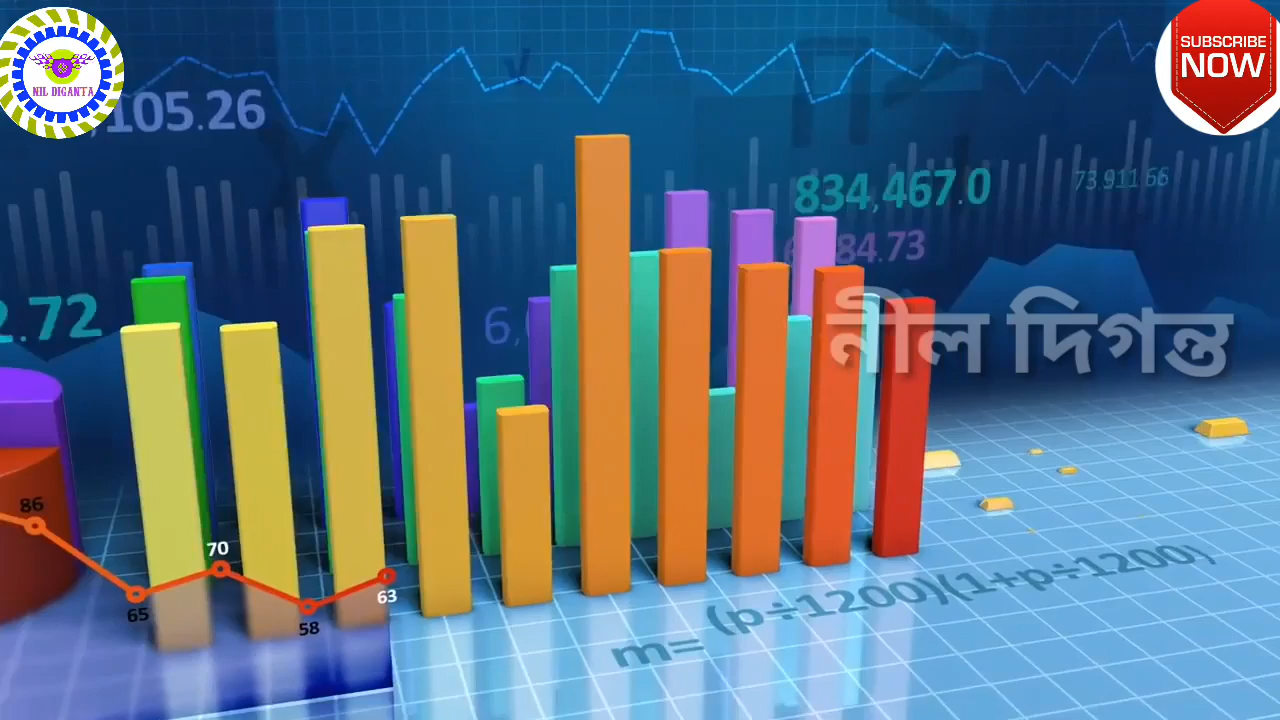 NIL DIGANTA
SUBSCRIBE
NOW
,105.26
834,467.0
73,911.66
84.73
2.72
6,
নীল দিগন্ত
86
70
65
58
63
m= (p÷1200)(1+p÷1200)